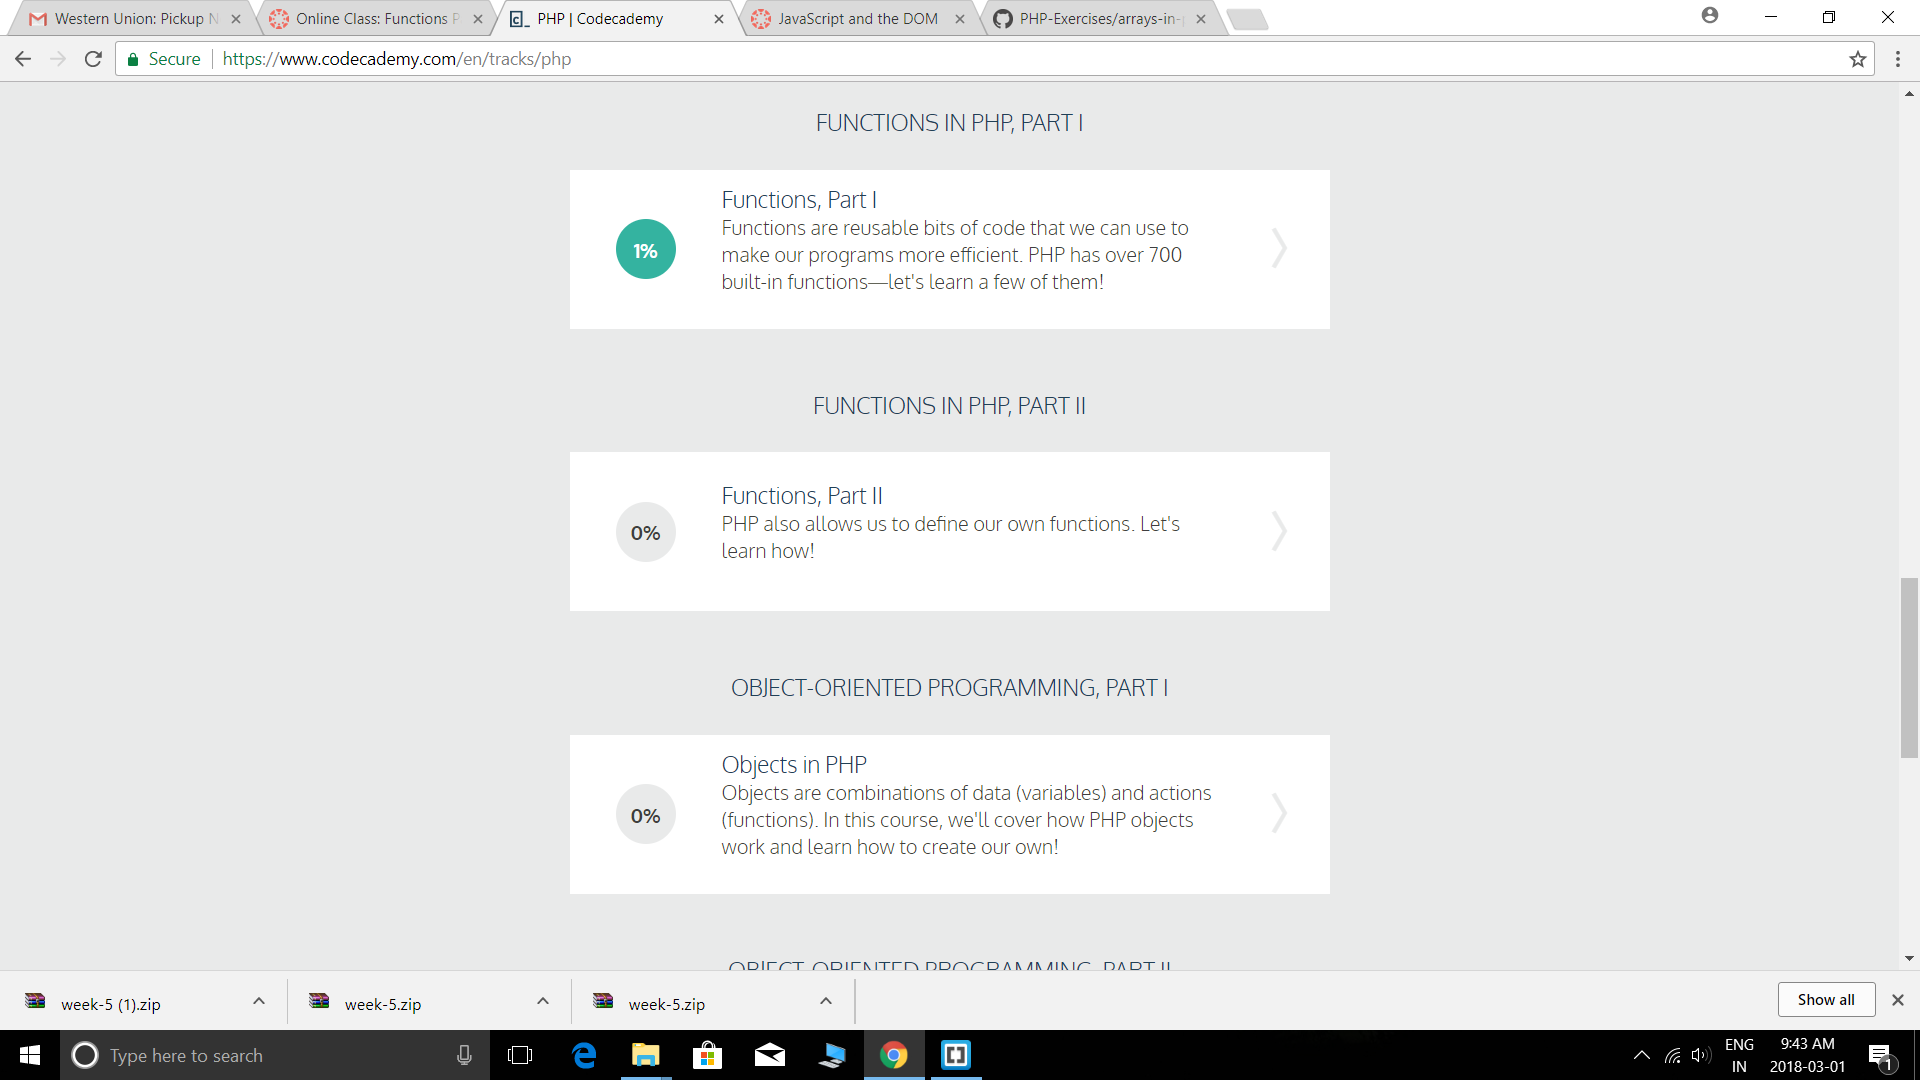 Western Union: Pickup N
Online Class: Functions P
PHP | Codecademy
JavaScript and the DOM
PHP-Exercises/arrays-in-p
Secure
https://www.codecademy.com/en/tracks/php
FUNCTIONS IN PHP, PART I
1%
Functions, Part I
Functions are reusable bits of code that we can use to
make our programs more efficient. PHP has over 700
built-in functions—let's learn a few of them!
FUNCTIONS IN PHP, PART II
0%
Functions, Part II
PHP also allows us to define our own functions. Let's
learn how!
OBJECT-ORIENTED PROGRAMMING, PART I
0%
Objects in PHP
Objects are combinations of data (variables) and actions
(functions). In this course, we'll cover how PHP objects
work and learn how to create our own!
OBJECT-ORIENTED PROGRAMMING, PART II
week-5 (1).zip
week-5.zip
week-5.zip
Show all
Type here to search
ENG
IN
9:43 AM
2018-03-01
1